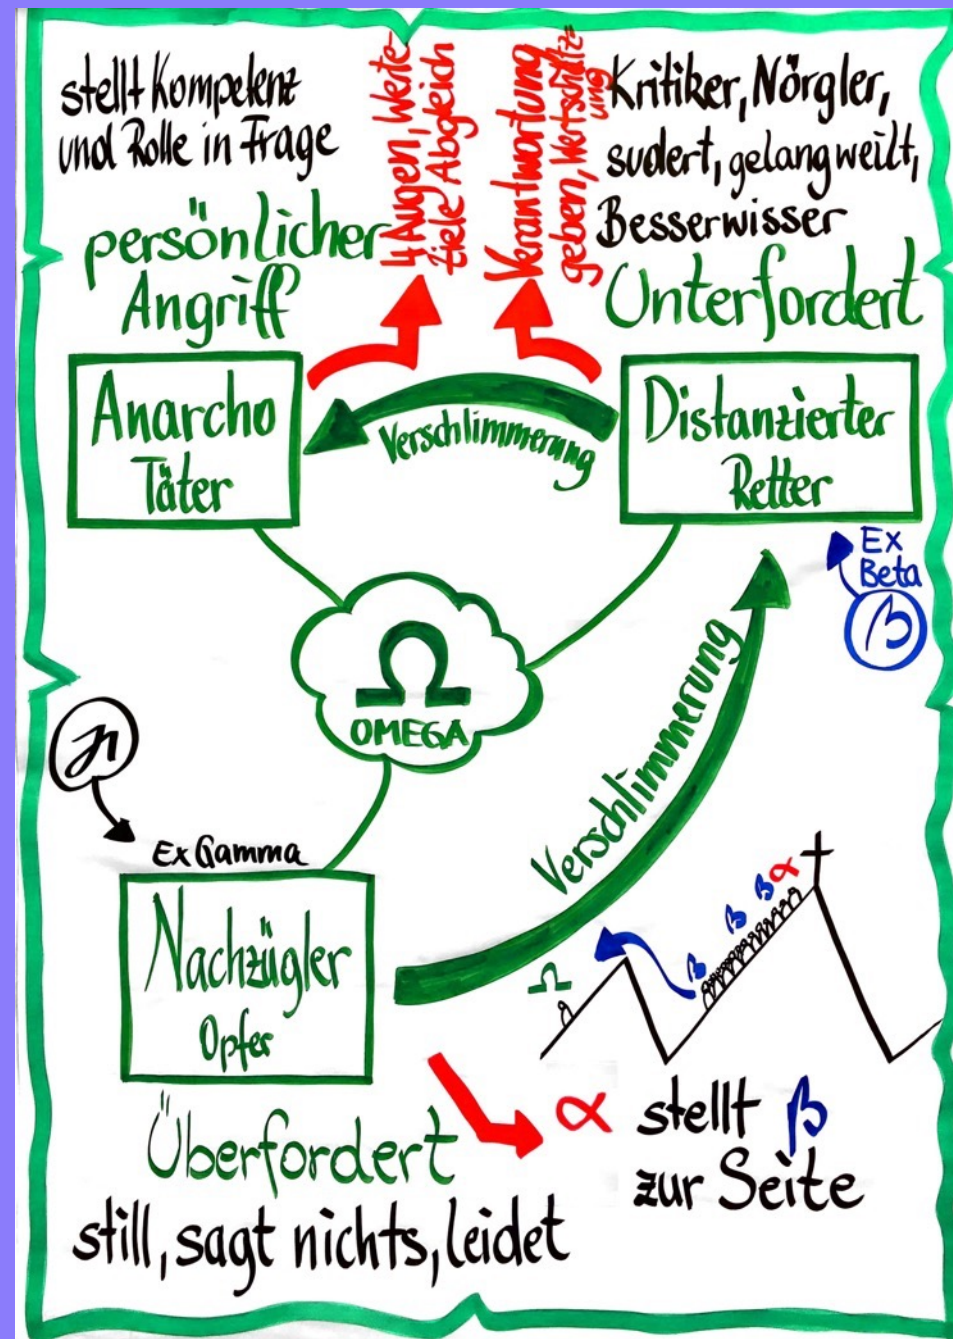 stellt Kompetenz
und Rolle in Frage
persönlicher
Angriff
4 Augen, Werte-
Ziele Abgleich
Verantwortung
geben, Wertschätz=
ung
Kritiker, Nörgler,
sudert, gelangweilt,
Besserwisser
Unterfordert
Anarcho
Täter
Verschlimmerung
Distanzierter
Retter
Ex
Beta
β
Ω
OMEGA
Verschlimmerung
Ex Gamma
Nachzügler
Opfer
Ω
β
β
β α
Überfordert
still, sagt nichts, leidet
α stellt β
zur Seite